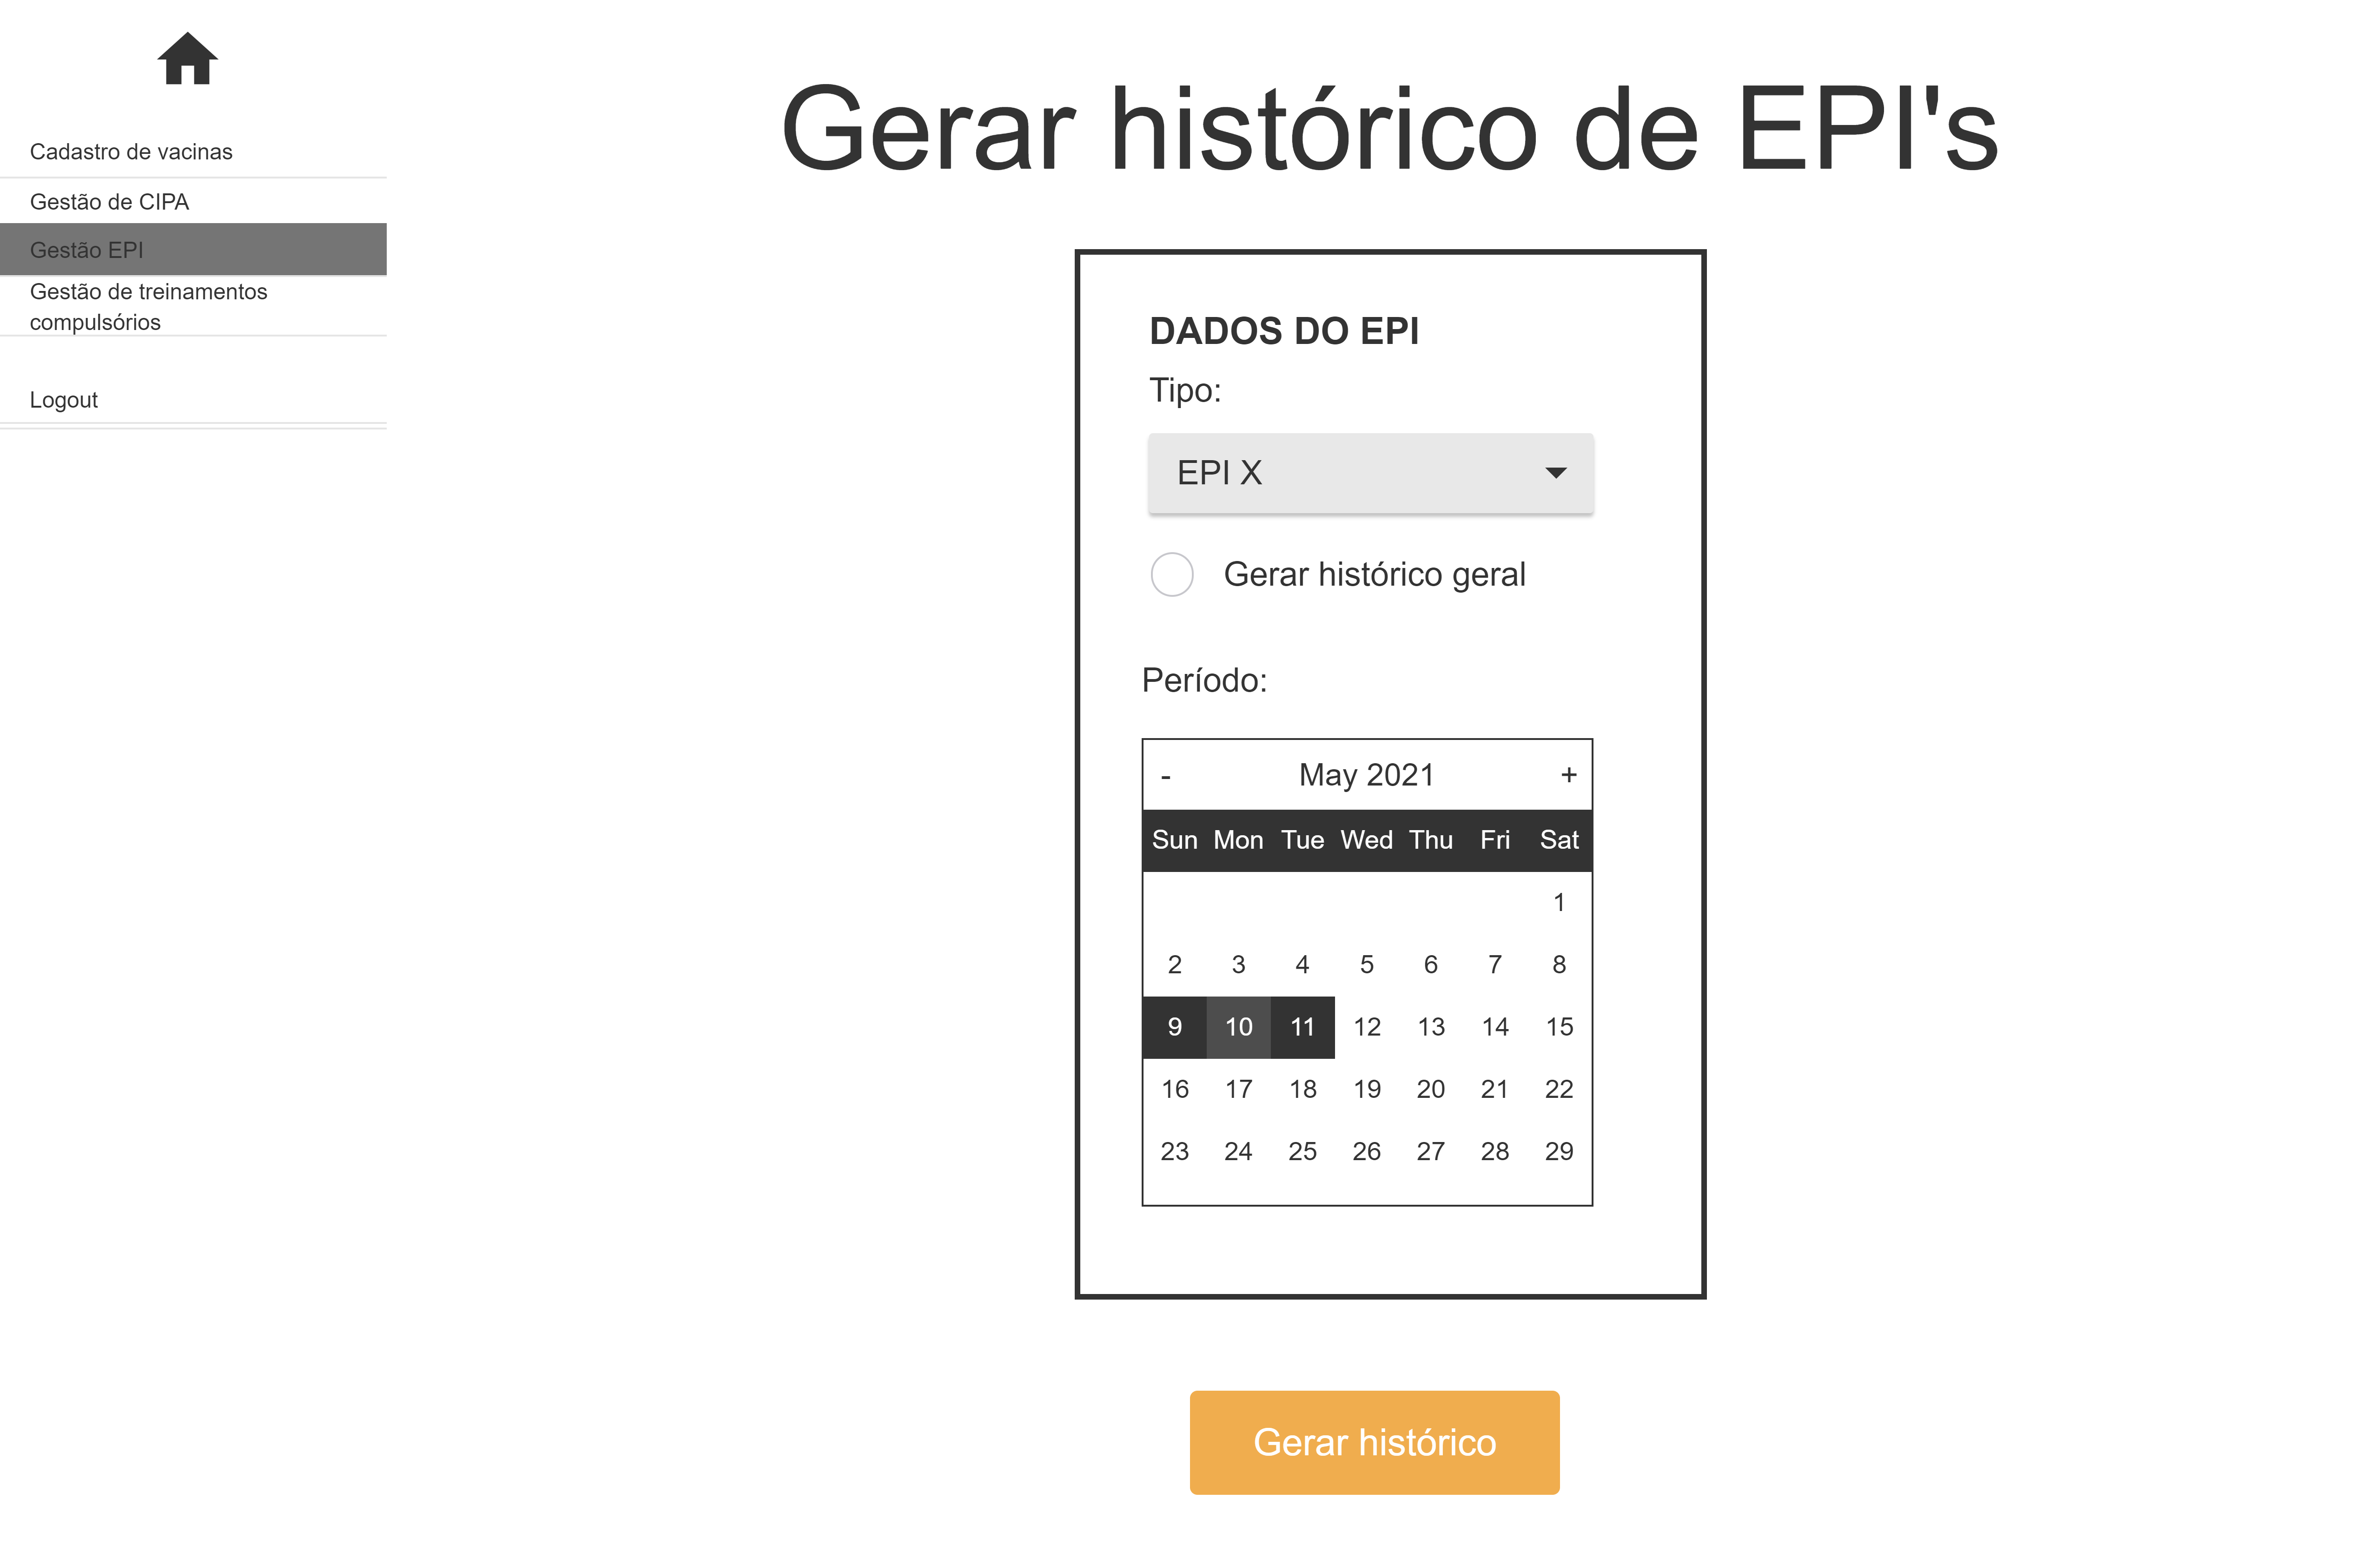 Cadastro de vacinas
Gestão de CIPA
Gestão EPI
Gestão de treinamentos
compulsórios
Logout
Gerar histórico de EPI's
DADOS DO EPI
Tipo:
EPI X
Gerar histórico geral
Período:
- May 2021 +
Sun Mon Tue Wed Thu Fri Sat
1
2 3 4 5 6 7 8
9 10 11 12 13 14 15
16 17 18 19 20 21 22
23 24 25 26 27 28 29
Gerar histórico